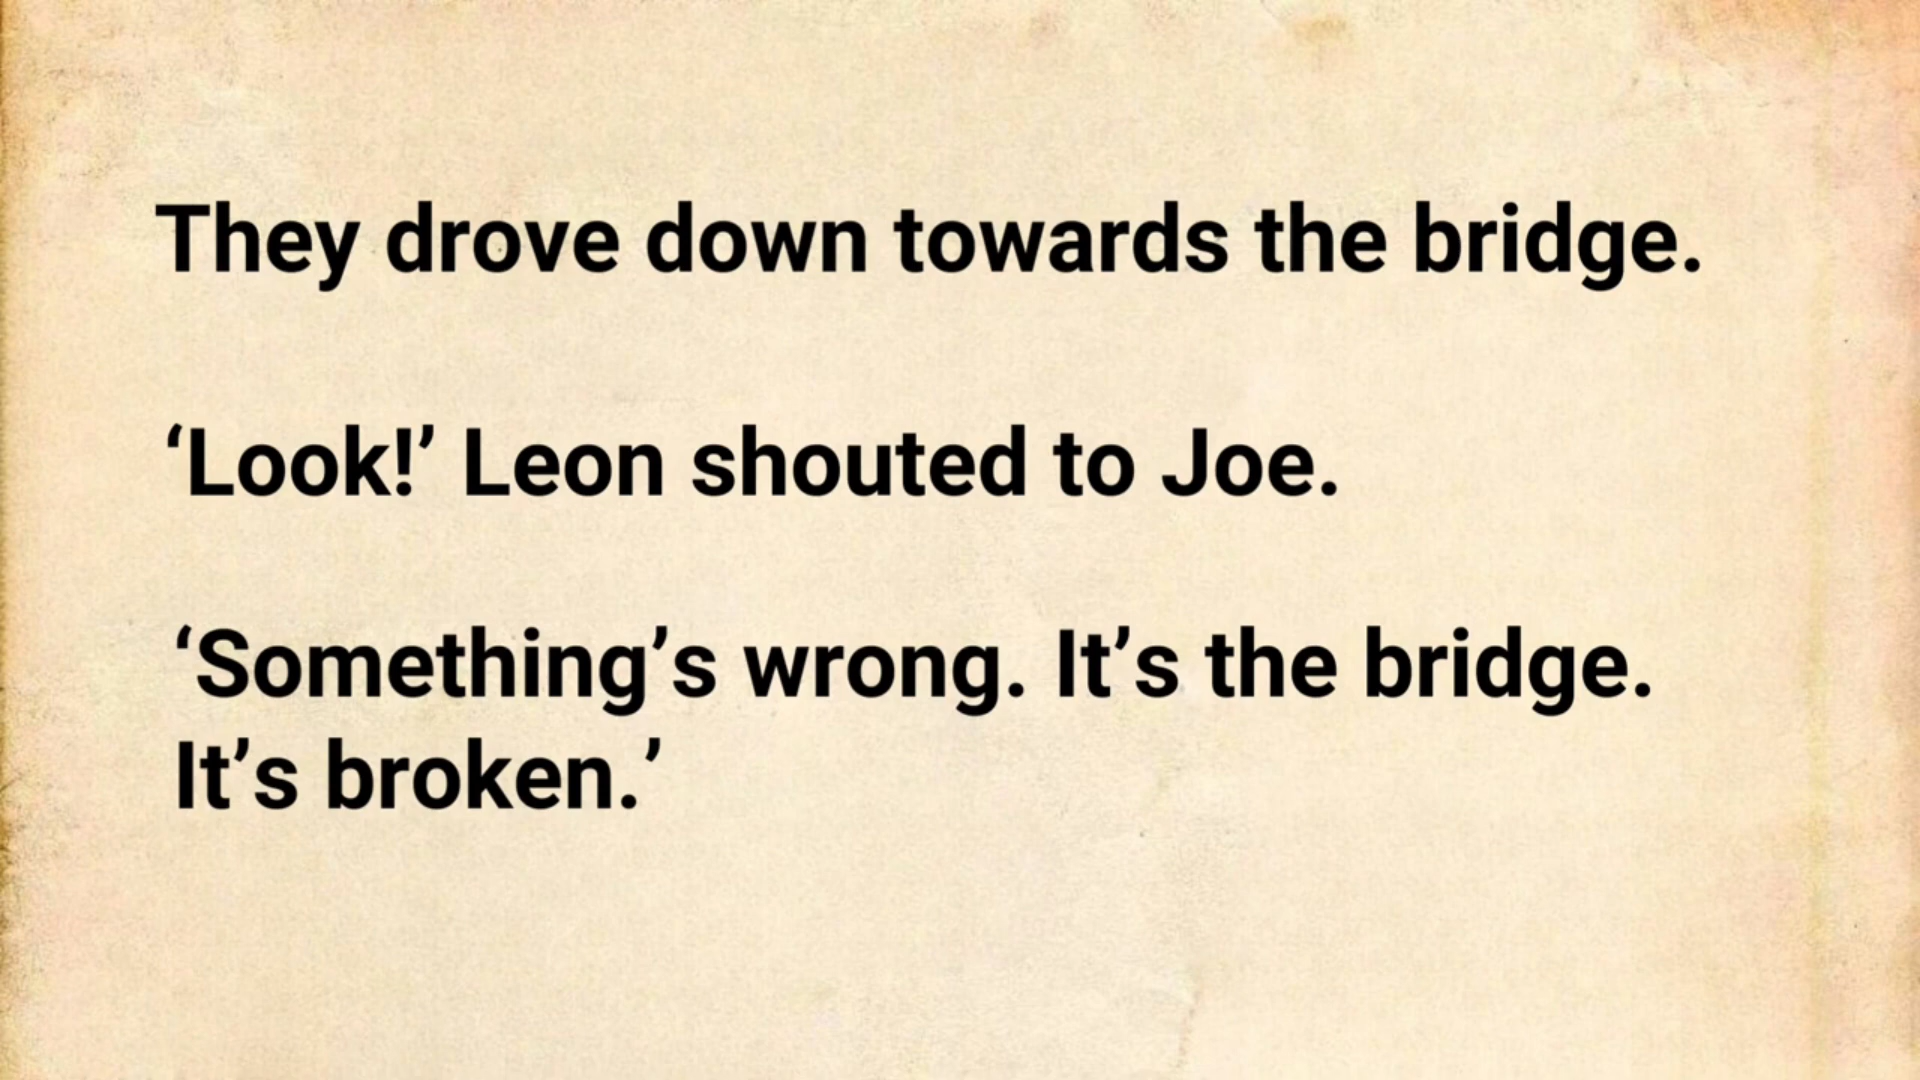 They drove down towards the bridge.
‘Look!’ Leon shouted to Joe.
‘Something’s wrong. It’s the bridge.
It’s broken.’